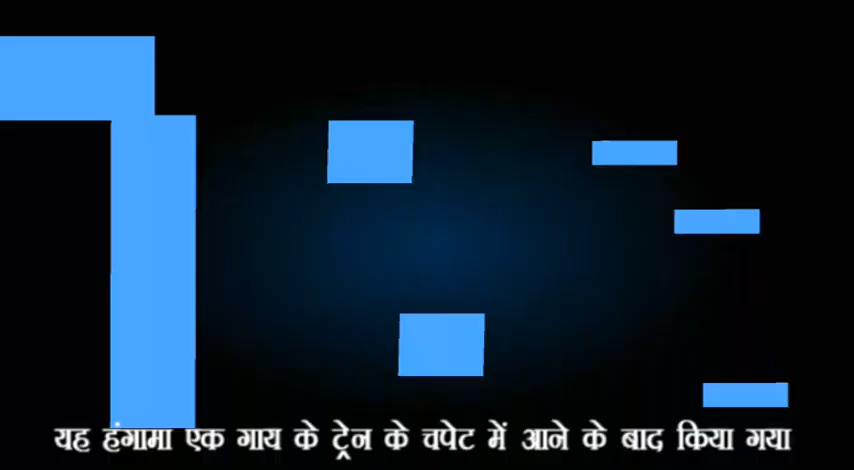 यह हंगामा एक गाय के ट्रेन के चपेट में आने के बाद किया गया